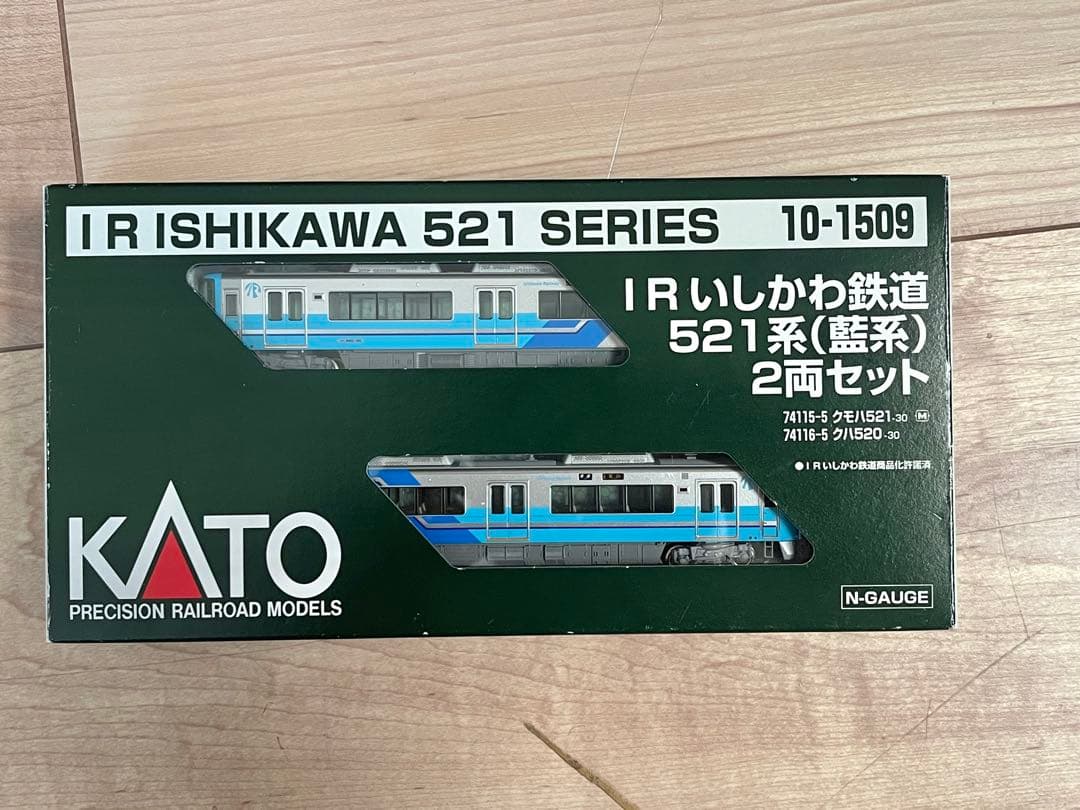 IR ISHIKAWA 521 SERIES 10-1509
IRいしかわ鉄道
521系(藍系)
2両セット
74115-5 クモハ521-30 M
74116-5 クハ520-30
●IRいしかわ鉄道商品化許諾済
KATO
PRECISION RAILROAD MODELS
N-GAUGE